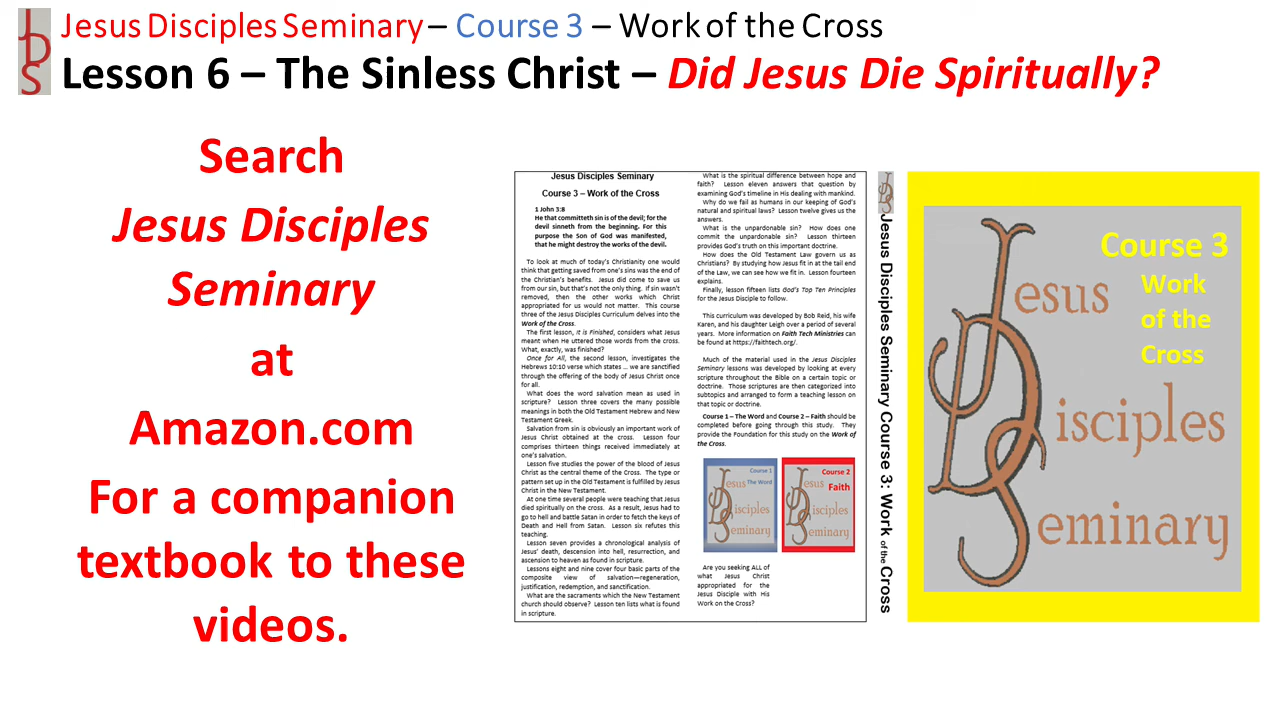 JDS
Jesus Disciples Seminary – Course 3 – Work of the Cross
Lesson 6 – The Sinless Christ – Did Jesus Die Spiritually?
Search
Jesus Disciples
Seminary
at
Amazon.com
For a companion
textbook to these
videos.
Jesus Disciples Seminary
Course 3 – Work of the Cross
1 John 3:8
He that committeth sin is of the devil; for the
devil sinneth from the beginning. For this
purpose the Son of God was manifested,
that he might destroy the works of the devil.
To look at much of today's Christianity one would
think that getting saved from one's sins was the end of
the Christian's benefits. Jesus did come to save us
from our sin, but that's not the only thing. If sin wasn't
removed, then the other works which Christ
appropriated for us would not matter. This course
three of the Jesus Disciples Curriculum delves into the
Work of the Cross.
The first lesson, It is Finished, considers what Jesus
meant when He uttered those words from the cross.
What, exactly, was finished?
Once for All, the second lesson, investigates the
Hebrews 10:10 verse which states ... we are sanctified
through the offering of the body of Jesus Christ once
for all.
What does the word salvation mean as used in
scripture? Lesson three covers the many possible
meanings in both the Old Testament Hebrew and New
Testament Greek.
Salvation from sin is obviously an important work of
Jesus Christ obtained at the cross. Lesson four
comprises thirteen things received immediately at
one's salvation.
Lesson five studies the power of the blood of Jesus
Christ as the central theme of the Cross. The type or
pattern set up in the Old Testament is fulfilled by Jesus
Christ in the New Testament.
At one time several people were teaching that Jesus
died spiritually on the cross. As a result, Jesus had to
go to hell and battle Satan in order to fetch the keys of
Death and Hell from Satan. Lesson six refutes this
teaching.
Lesson seven provides a chronological analysis of
Jesus' death, descension into hell, resurrection, and
ascension to heaven as found in scripture.
Lessons eight and nine cover four basic parts of the
composite view of salvation—regeneration,
justification, redemption, and sanctification.
What are the sacraments which the New Testament
church should observe? Lesson ten lists what is found
in scripture.
What is the spiritual difference between hope and
faith? Lesson eleven answers that question by
examining God's timeline in His dealing with mankind.
Why do we fail as humans in our keeping of God's
natural and spiritual laws? Lesson twelve gives us the
answers.
What is the unpardonable sin? How does one
commit the unpardonable sin? Lesson thirteen
provides God's truth on this important doctrine.
How does the Old Testament Law govern us as
Christians? By studying how Jesus fit in at the tail end
of the Law, we can see how we fit in. Lesson fourteen
explains.
Finally, lesson fifteen lists God's Top Ten Principles
for the Jesus Disciple to follow.
This curriculum was developed by Bob Reid, his wife
Karen, and his daughter Leigh over a period of several
years. More information on Faith Tech Ministries can
be found at https://faithtech.org/.
Much of the material used in the Jesus Disciples
Seminary lessons was developed by looking at every
scripture throughout the Bible on a certain topic or
doctrine. Those scriptures are then categorized into
subtopics and arranged to form a teaching lesson on
that topic or doctrine.
Course 1 – The Word and Course 2 – Faith should be
completed before going through this study. They
provide the Foundation for this study on the Work of
the Cross.
Course 1
The Word
Jesus
Disciples
Seminary
Course 2
Faith
Jesus
Disciples
Seminary
Are you seeking ALL of
what Jesus Christ
appropriated for the
Jesus Disciple with His
Work on the Cross?
JDS
Jesus Disciples Seminary Course 3: Work of the Cross
Course 3
Work
of the
Cross
Jesus
Disciples
Seminary